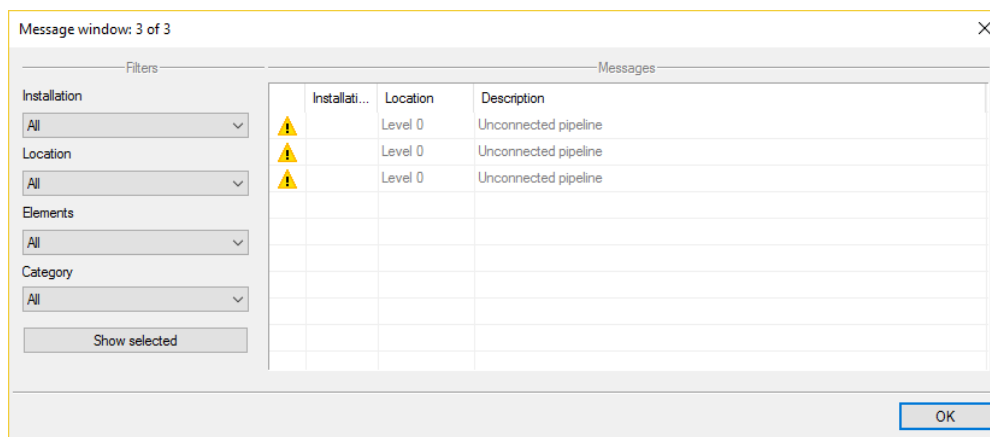 Message window: 3 of 3
Filters
Messages
Installation
All
Location
All
Elements
All
Category
All
Show selected
Installati... Location Description
Level 0 Unconnected pipeline
Level 0 Unconnected pipeline
Level 0 Unconnected pipeline
OK